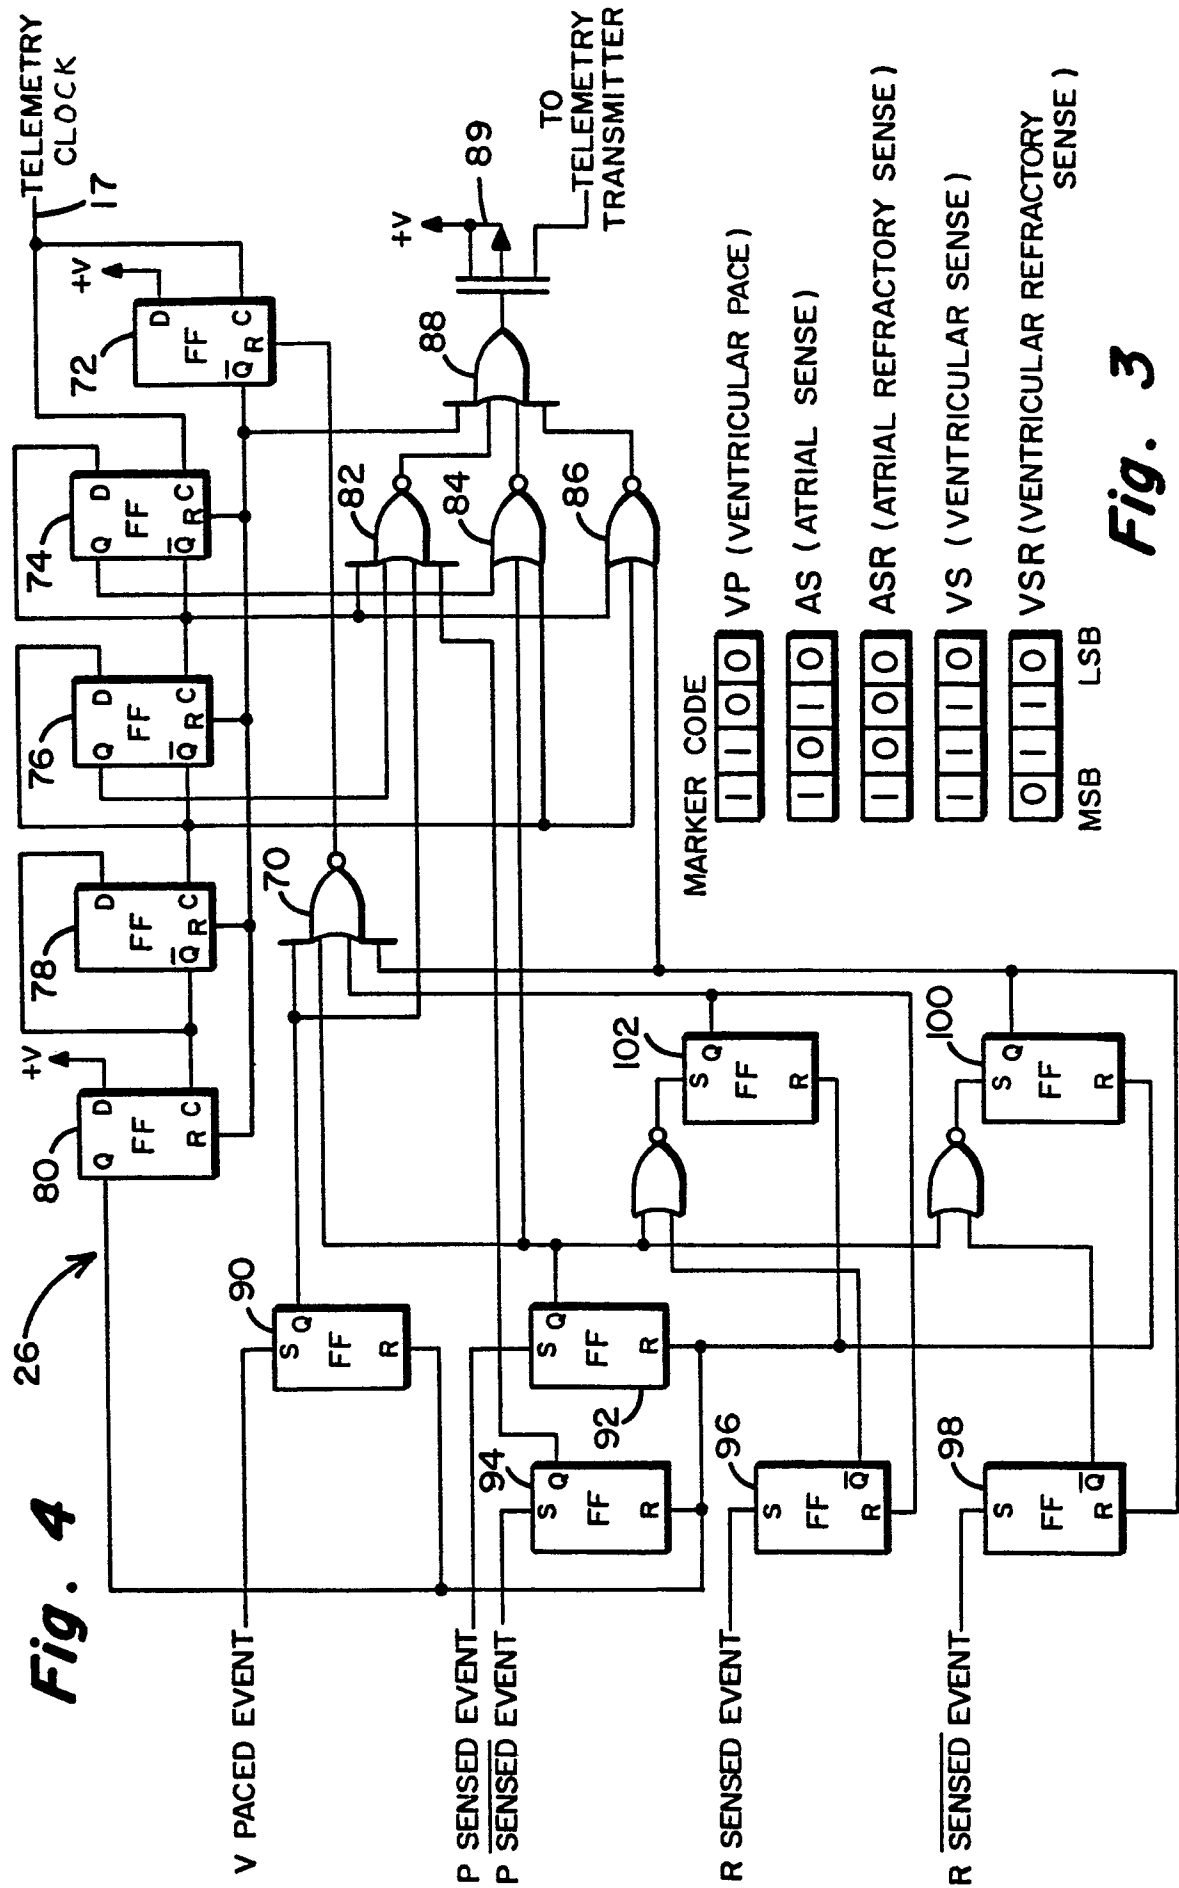 Fig. 4
26
TELEMETRY
CLOCK
17
80
+V
D
Q
FF
C
R
78
D
FF
Q̅
C
R
76
D
Q
FF
Q̅
C
R
74
D
Q
FF
Q̅
C
R
72
+V
D
FF
Q̅
C
R
70
82
84
86
88
+V
89
TO
TELEMETRY
TRANSMITTER
V PACED EVENT
90
S
Q
FF
R
P SENSED EVENT
P S̅E̅N̅S̅E̅D̅ EVENT
92
S
Q
FF
R
94
S
Q
FF
R
R SENSED EVENT
96
S
FF
Q̅
R
102
S
Q
FF
R
R S̅E̅N̅S̅E̅D̅ EVENT
98
S
FF
Q̅
R
100
S
Q
FF
R
MARKER CODE
1 1 0 0 VP (VENTRICULAR PACE)
1 0 1 0 AS (ATRIAL SENSE)
1 0 0 0 ASR (ATRIAL REFRACTORY SENSE)
1 1 1 0 VS (VENTRICULAR SENSE)
0 1 1 0 VSR (VENTRICULAR REFRACTORY
SENSE)
MSB LSB
Fig. 3